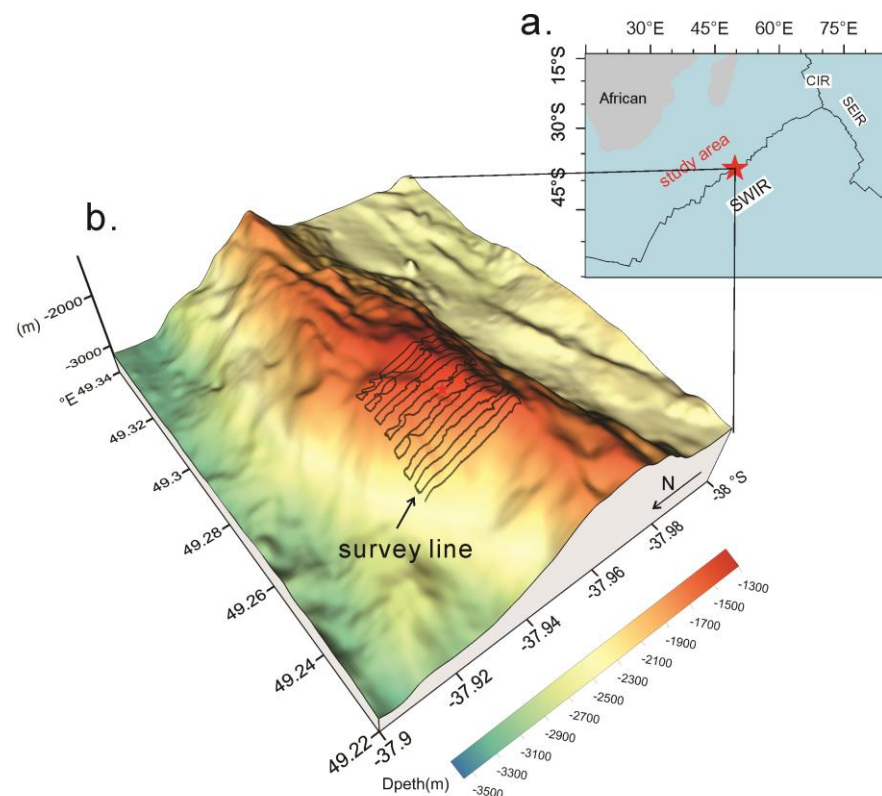 a.
30°E 45°E 60°E 75°E
15°S
30°S
45°S
African
CIR
SEIR
study area
SWIR
b.
(m)
-2000
-3000
°E
49.34
49.32
49.3
49.28
49.26
49.24
49.22
survey line
N
-38 °S
-37.98
-37.96
-37.94
-37.92
-37.9
-1300
-1500
-1700
-1900
-2100
-2300
-2500
-2700
-2900
-3100
-3300
-3500
Dpeth(m)